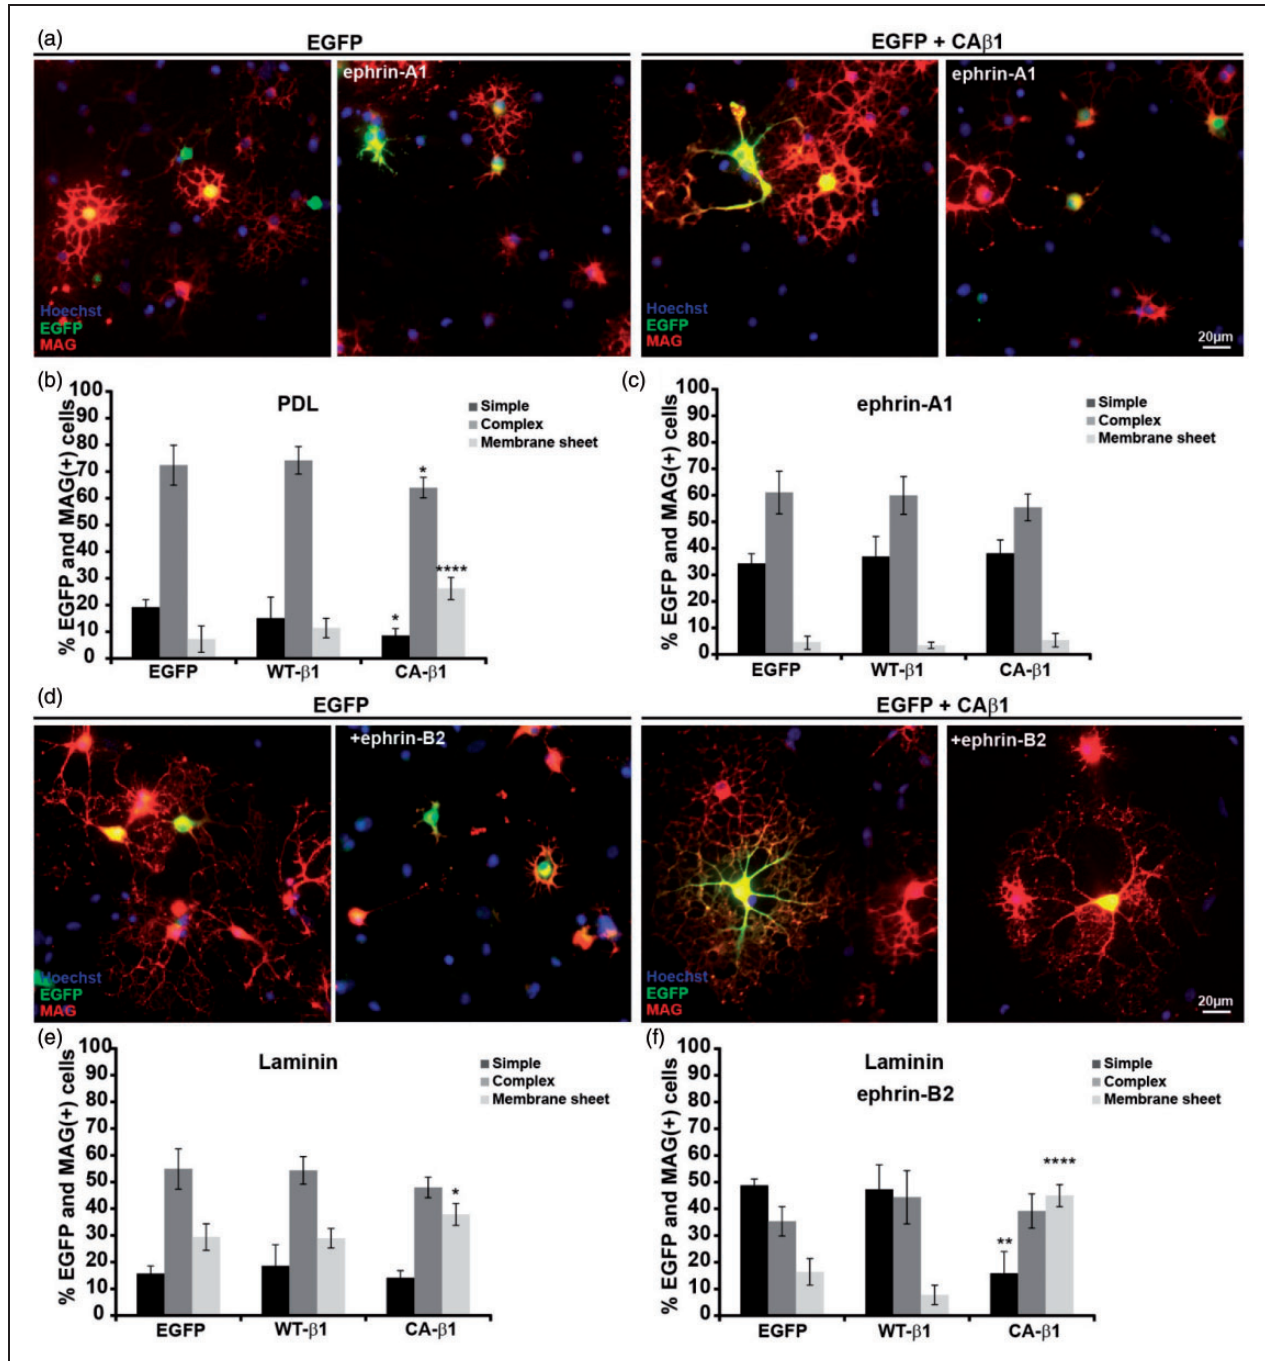 (a)
EGFP
EGFP + CAβ1
ephrin-A1
ephrin-A1
Hoechst
EGFP
MAG
Hoechst
EGFP
MAG
20μm
(b)
PDL
% EGFP and MAG(+) cells
100
90
80
70
60
50
40
30
20
10
0
Simple
Complex
Membrane sheet
*
*
****
EGFP
WT-β1
CA-β1
(c)
ephrin-A1
% EGFP and MAG(+) cells
100
90
80
70
60
50
40
30
20
10
0
Simple
Complex
Membrane sheet
EGFP
WT-β1
CA-β1
(d)
EGFP
EGFP + CAβ1
+ephrin-B2
+ephrin-B2
Hoechst
EGFP
MAG
Hoechst
EGFP
MAG
20μm
(e)
Laminin
% EGFP and MAG(+) cells
100
90
80
70
60
50
40
30
20
10
0
Simple
Complex
Membrane sheet
*
EGFP
WT-β1
CA-β1
(f)
Laminin
ephrin-B2
% EGFP and MAG(+) cells
100
90
80
70
60
50
40
30
20
10
0
Simple
Complex
Membrane sheet
**
****
EGFP
WT-β1
CA-β1